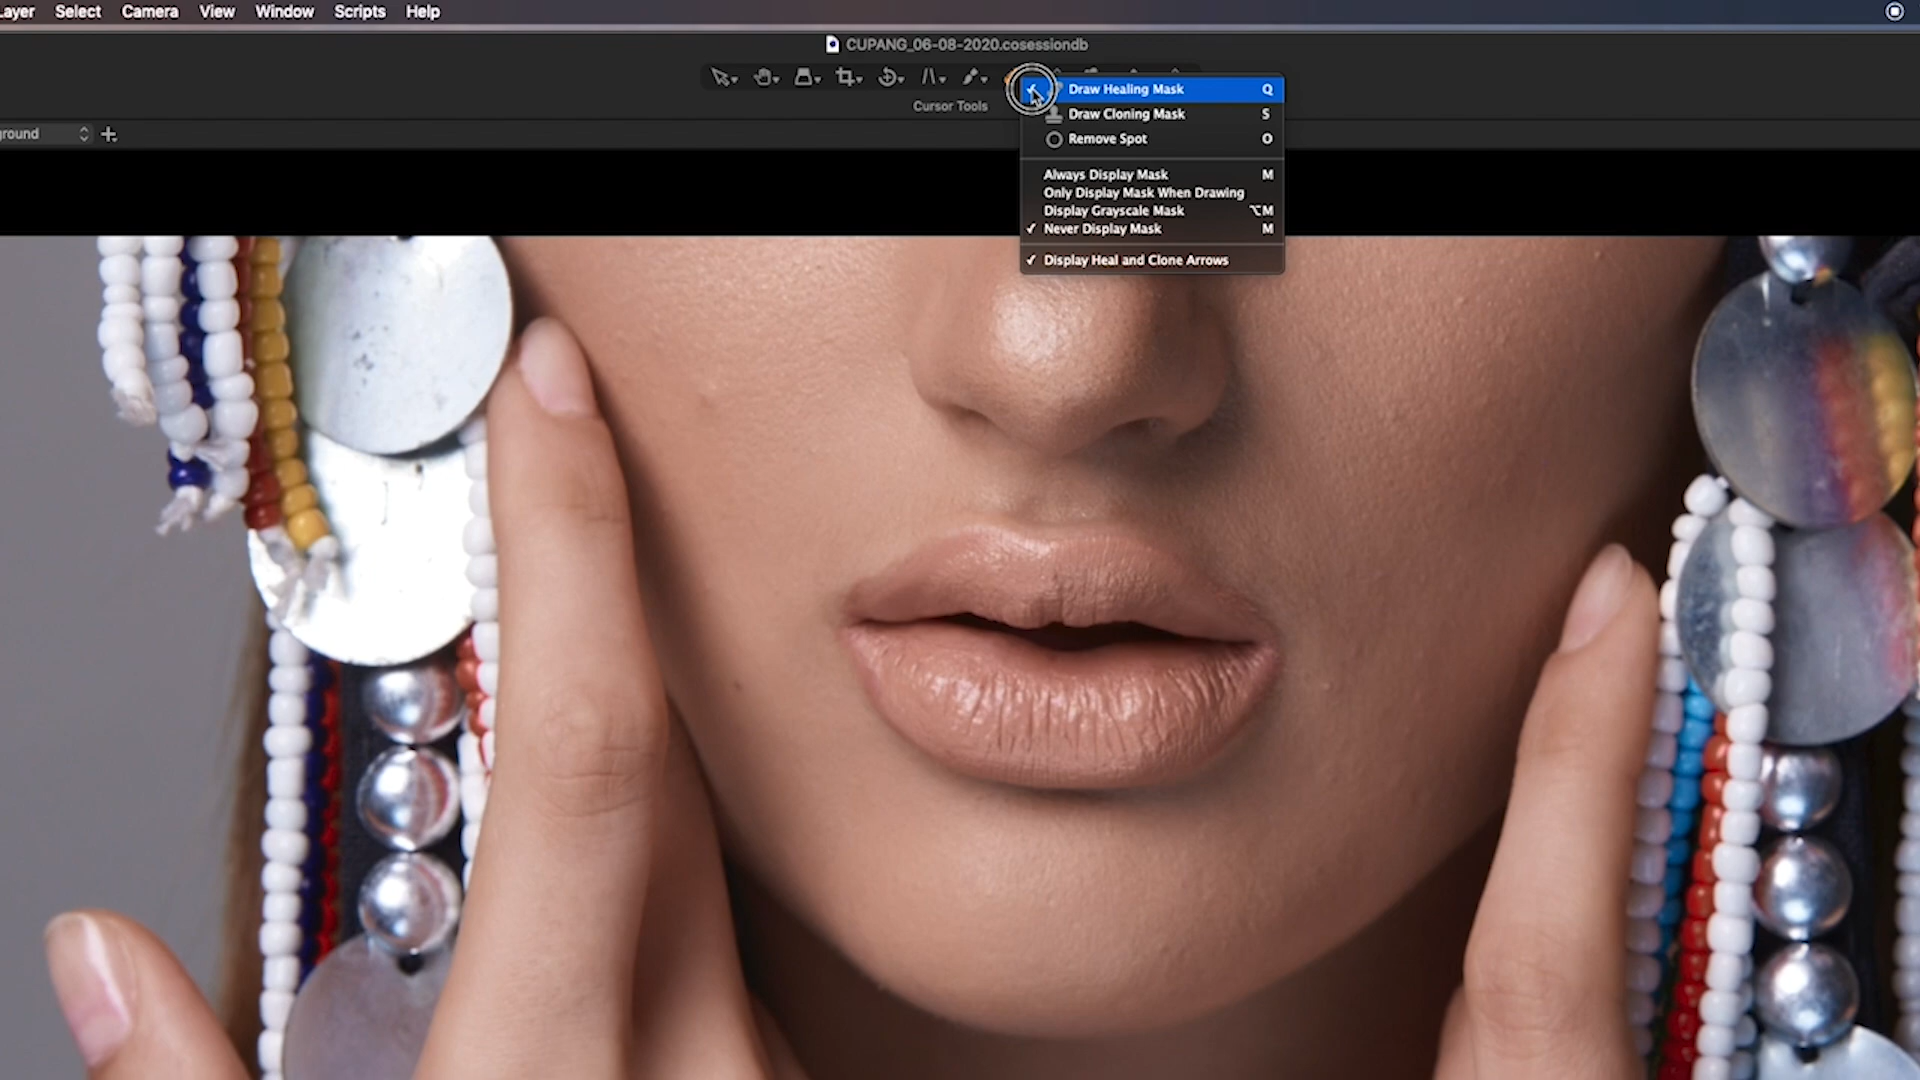 Layer Select Camera View Window Scripts Help
CUPANG_06-08-2020.cosessiondb
Cursor Tools
ground
Draw Healing Mask Q
Draw Cloning Mask S
Remove Spot O
Always Display Mask M
Only Display Mask When Drawing
Display Grayscale Mask ⌥M
Never Display Mask M
Display Heal and Clone Arrows